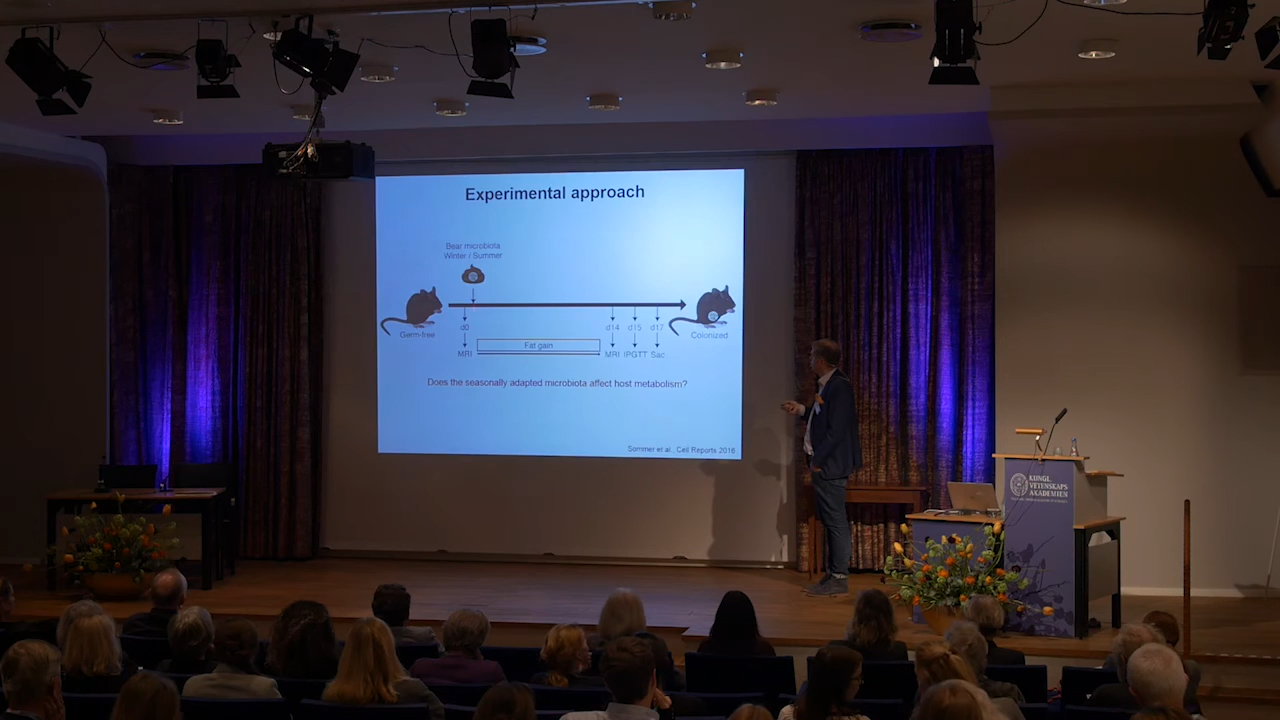 Experimental approach
Bear microbiota
Winter / Summer
Germ-free
d0
d14 d15 d17
Colonized
MRI
Fat gain
MRI IPGTT Sac
Does the seasonally adapted microbiota affect host metabolism?
Sommer et al., Cell Reports 2016
KUNGL.
VETENSKAPS
AKADEMIEN